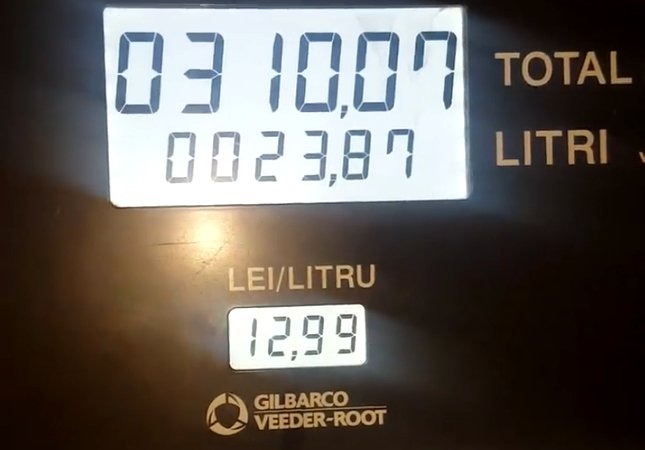 0310,07 TOTAL
0023,87 LITRI
LEI/LITRU
12,99
GILBARCO
VEEDER-ROOT